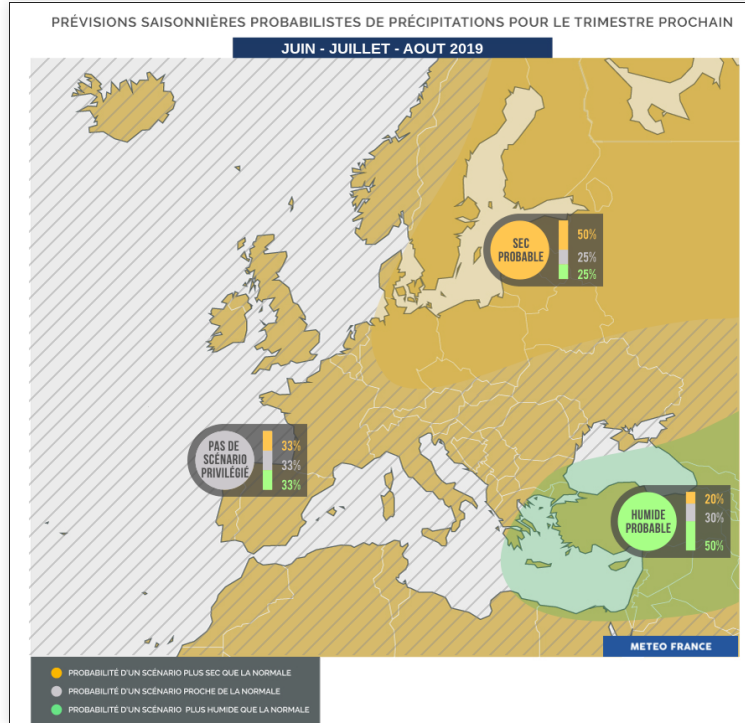 PRÉVISIONS SAISONNIÈRES PROBABILISTES DE PRÉCIPITATIONS POUR LE TRIMESTRE PROCHAIN
JUIN - JUILLET - AOUT 2019
SEC
PROBABLE
50%
25%
25%
PAS DE
SCÉNARIO
PRIVILÉGIÉ
33%
33%
33%
HUMIDE
PROBABLE
20%
30%
50%
METEO FRANCE
PROBABILITÉ D'UN SCÉNARIO PLUS SEC QUE LA NORMALE
PROBABILITÉ D'UN SCÉNARIO PROCHE DE LA NORMALE
PROBABILITÉ D'UN SCÉNARIO PLUS HUMIDE QUE LA NORMALE